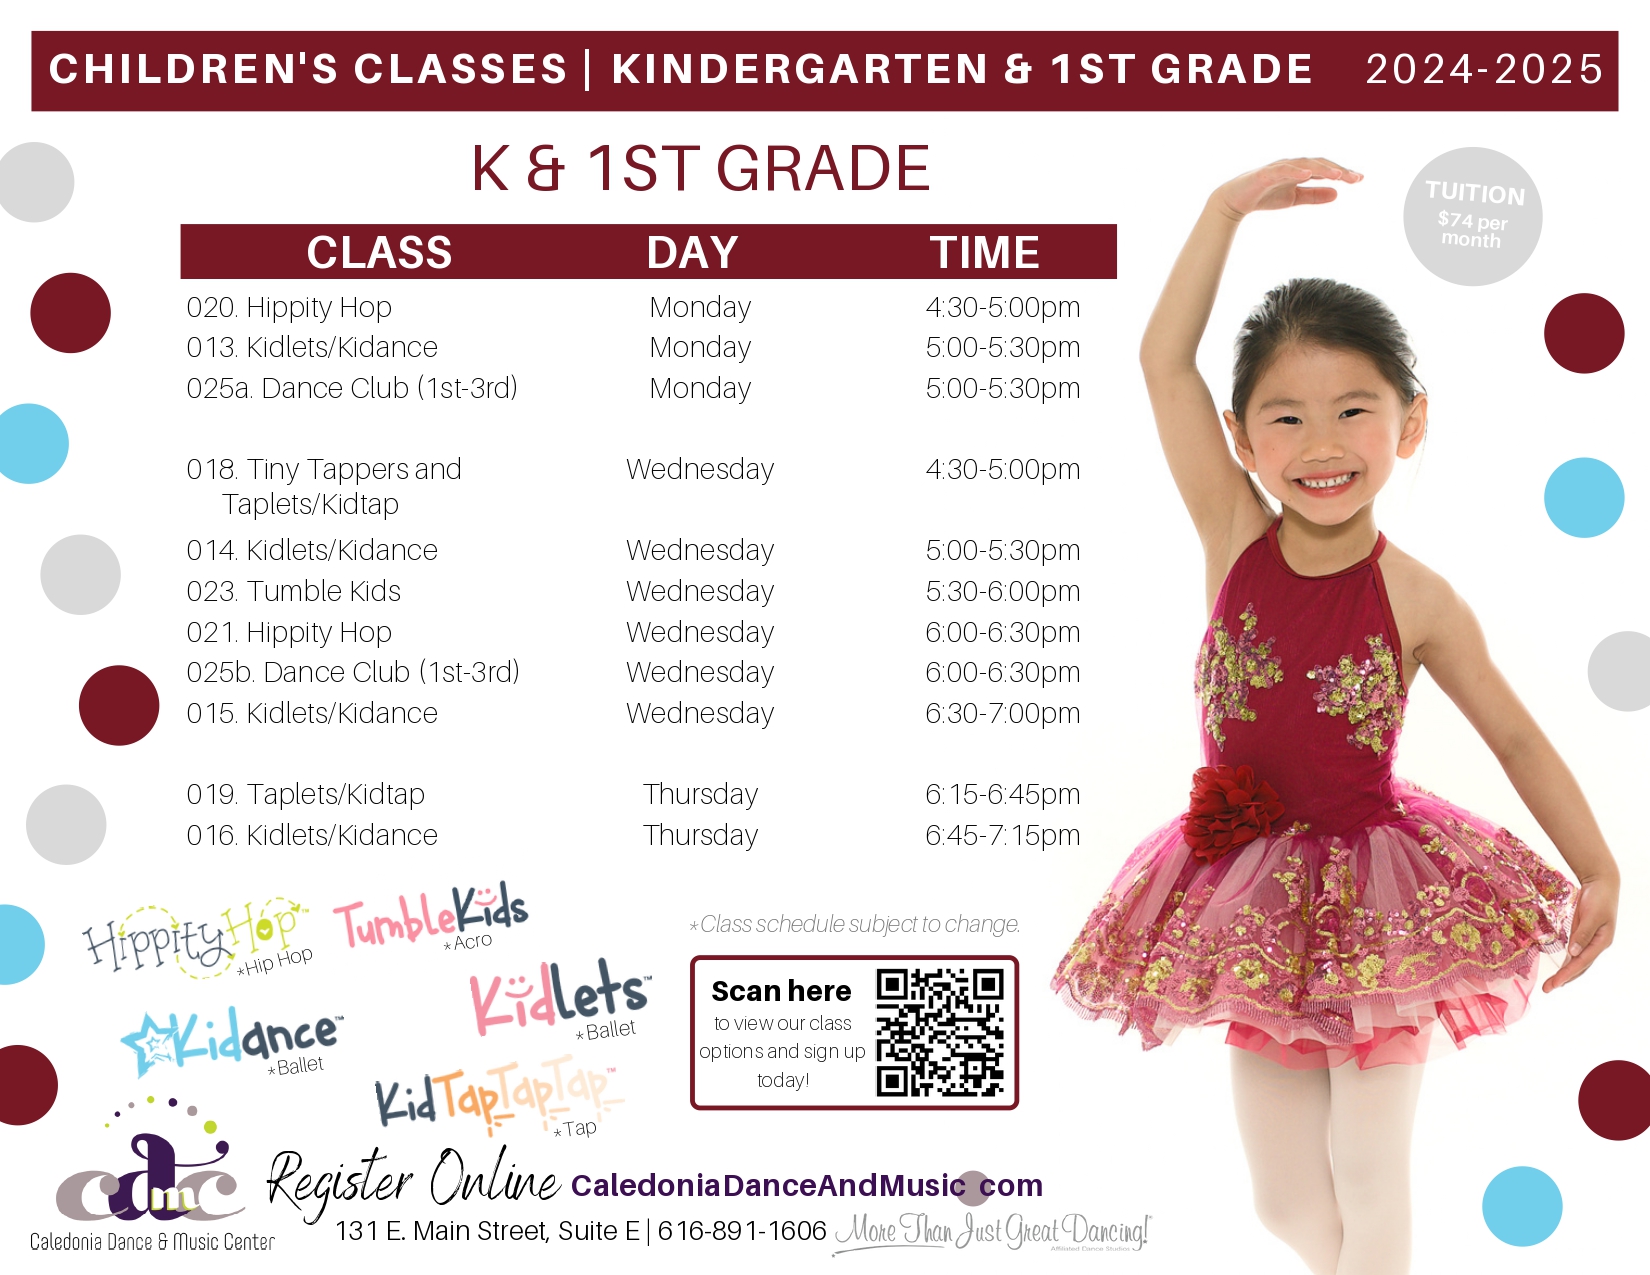 CHILDREN'S CLASSES | KINDERGARTEN & 1ST GRADE 2024-2025
K & 1ST GRADE
TUITION
$74 per
month
CLASS DAY TIME
020. Hippity Hop Monday 4:30-5:00pm
013. Kidlets/Kidance Monday 5:00-5:30pm
025a. Dance Club (1st-3rd) Monday 5:00-5:30pm
018. Tiny Tappers and Wednesday 4:30-5:00pm
Taplets/Kidtap
014. Kidlets/Kidance Wednesday 5:00-5:30pm
023. Tumble Kids Wednesday 5:30-6:00pm
021. Hippity Hop Wednesday 6:00-6:30pm
025b. Dance Club (1st-3rd) Wednesday 6:00-6:30pm
015. Kidlets/Kidance Wednesday 6:30-7:00pm
019. Taplets/Kidtap Thursday 6:15-6:45pm
016. Kidlets/Kidance Thursday 6:45-7:15pm
HippityHop™
*Hip Hop
TumbleKids
*Acro
Kidlets™
*Ballet
Kidance™
*Ballet
KidTapTapTap™
*Tap
*Class schedule subject to change.
Scan here
to view our class
options and sign up
today!
cdmc
Caledonia Dance & Music Center
Register Online CaledoniaDanceAndMusic com
131 E. Main Street, Suite E | 616-891-1606
More Than Just Great Dancing!®
Affiliated Dance Studios